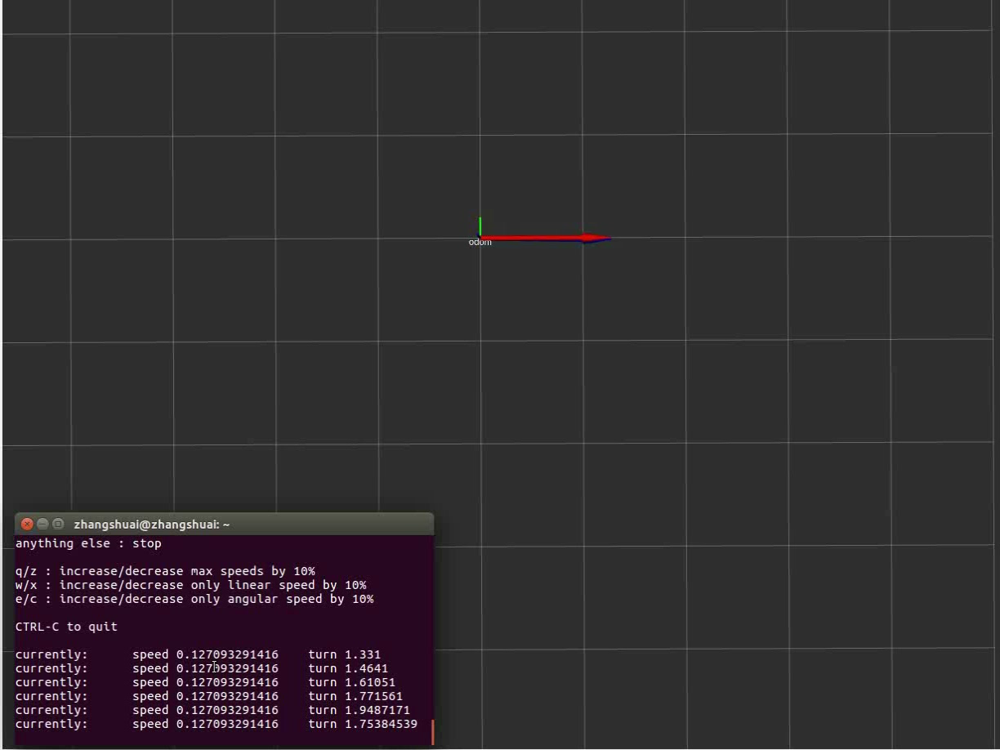 odom
zhangshuai@zhangshuai: ~
anything else : stop
q/z : increase/decrease max speeds by 10%
w/x : increase/decrease only linear speed by 10%
e/c : increase/decrease only angular speed by 10%
CTRL-C to quit
currently:      speed 0.127093291416    turn 1.331
currently:      speed 0.127093291416    turn 1.4641
currently:      speed 0.127093291416    turn 1.61051
currently:      speed 0.127093291416    turn 1.771561
currently:      speed 0.127093291416    turn 1.9487171
currently:      speed 0.127093291416    turn 1.75384539